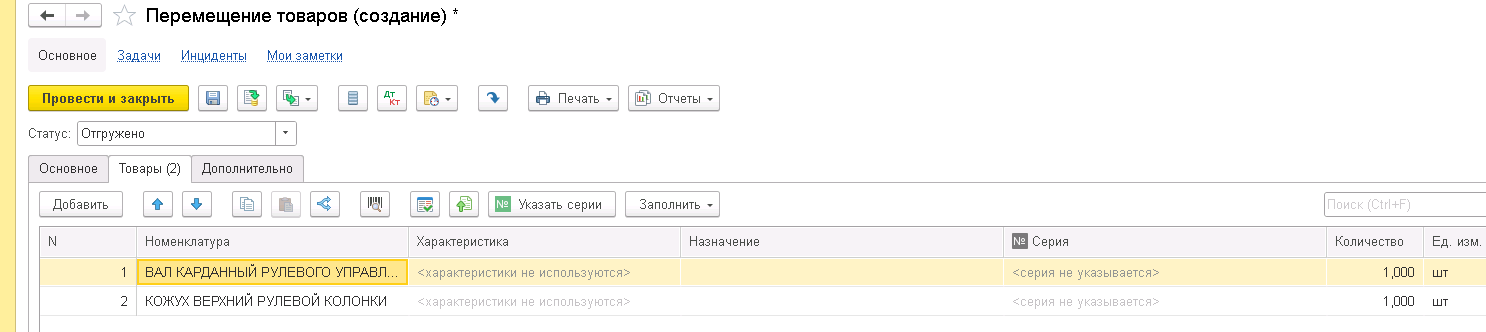 Перемещение товаров (создание) *
Основное Задачи Инциденты Мои заметки
Провести и закрыть Дт Кт Печать Отчеты
Статус: Отгружено
Основное Товары (2) Дополнительно
Добавить № Указать серии Заполнить Поиск (Ctrl+F)
N Номенклатура Характеристика Назначение № Серия Количество Ед. изм.
1 ВАЛ КАРДАННЫЙ РУЛЕВОГО УПРАВЛ... <характеристики не используются> <серия не указывается> 1,000 шт
2 КОЖУХ ВЕРХНИЙ РУЛЕВОЙ КОЛОНКИ <характеристики не используются> <серия не указывается> 1,000 шт